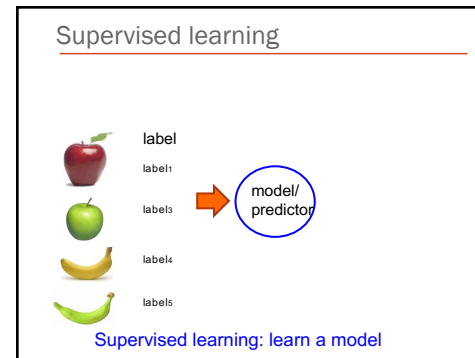 Supervised learning
label
label₁
label₃
label₄
label₅
model/
predictor
Supervised learning: learn a model